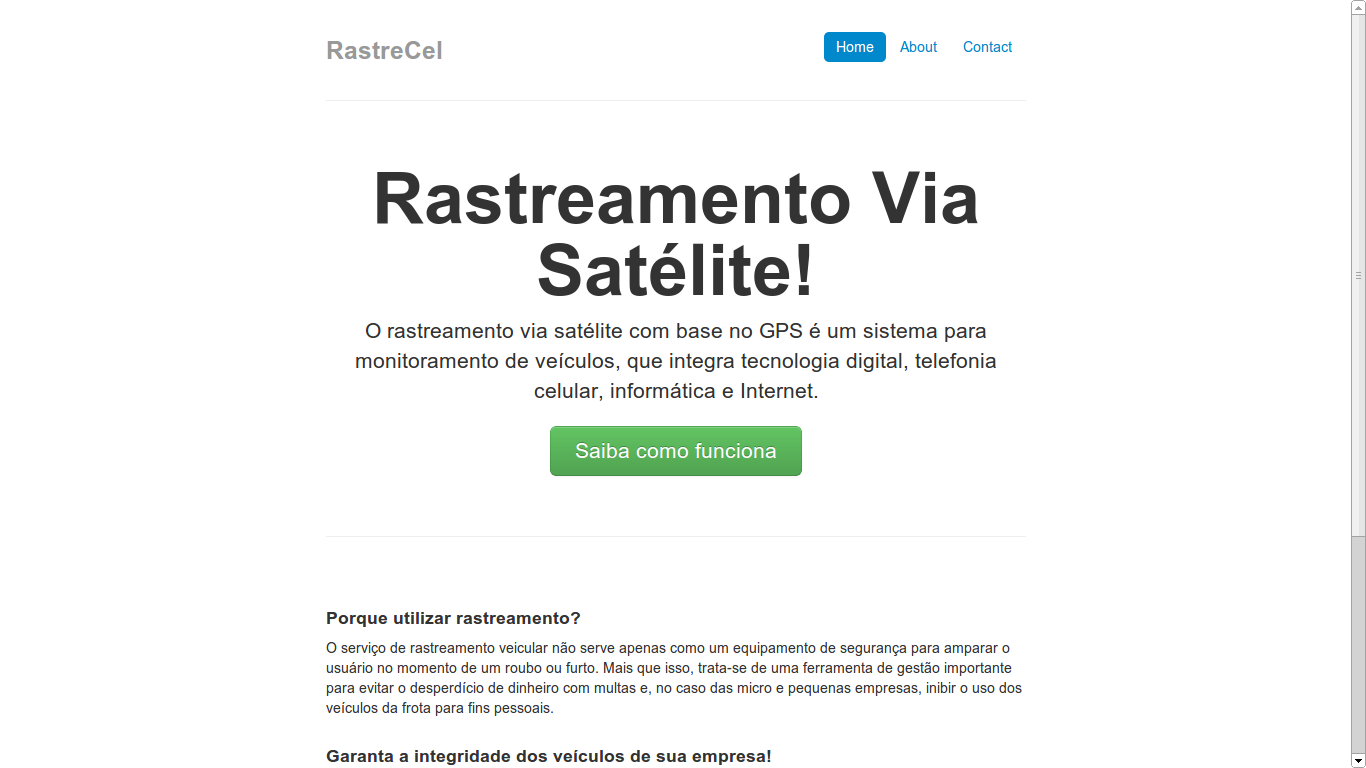 RastreCel
Home About Contact
Rastreamento Via
Satélite!
O rastreamento via satélite com base no GPS é um sistema para
monitoramento de veículos, que integra tecnologia digital, telefonia
celular, informática e Internet.
Saiba como funciona
Porque utilizar rastreamento?
O serviço de rastreamento veicular não serve apenas como um equipamento de segurança para amparar o
usuário no momento de um roubo ou furto. Mais que isso, trata-se de uma ferramenta de gestão importante
para evitar o desperdício de dinheiro com multas e, no caso das micro e pequenas empresas, inibir o uso dos
veículos da frota para fins pessoais.
Garanta a integridade dos veículos de sua empresa!